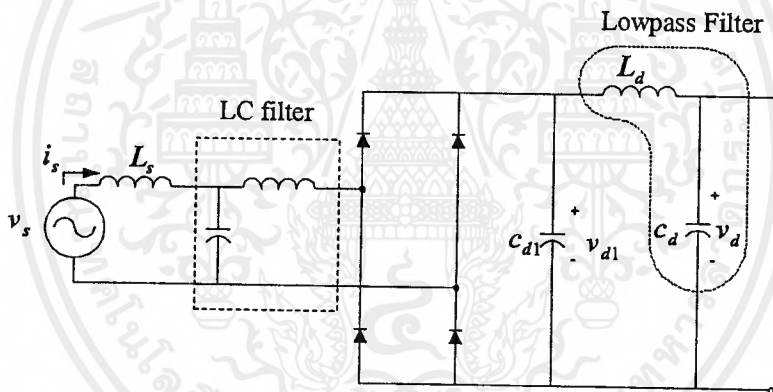 Lowpass Filter
L_d
LC filter
i_s
L_s
v_s
+
c_d1
v_d1
-
+
c_d
v_d
-